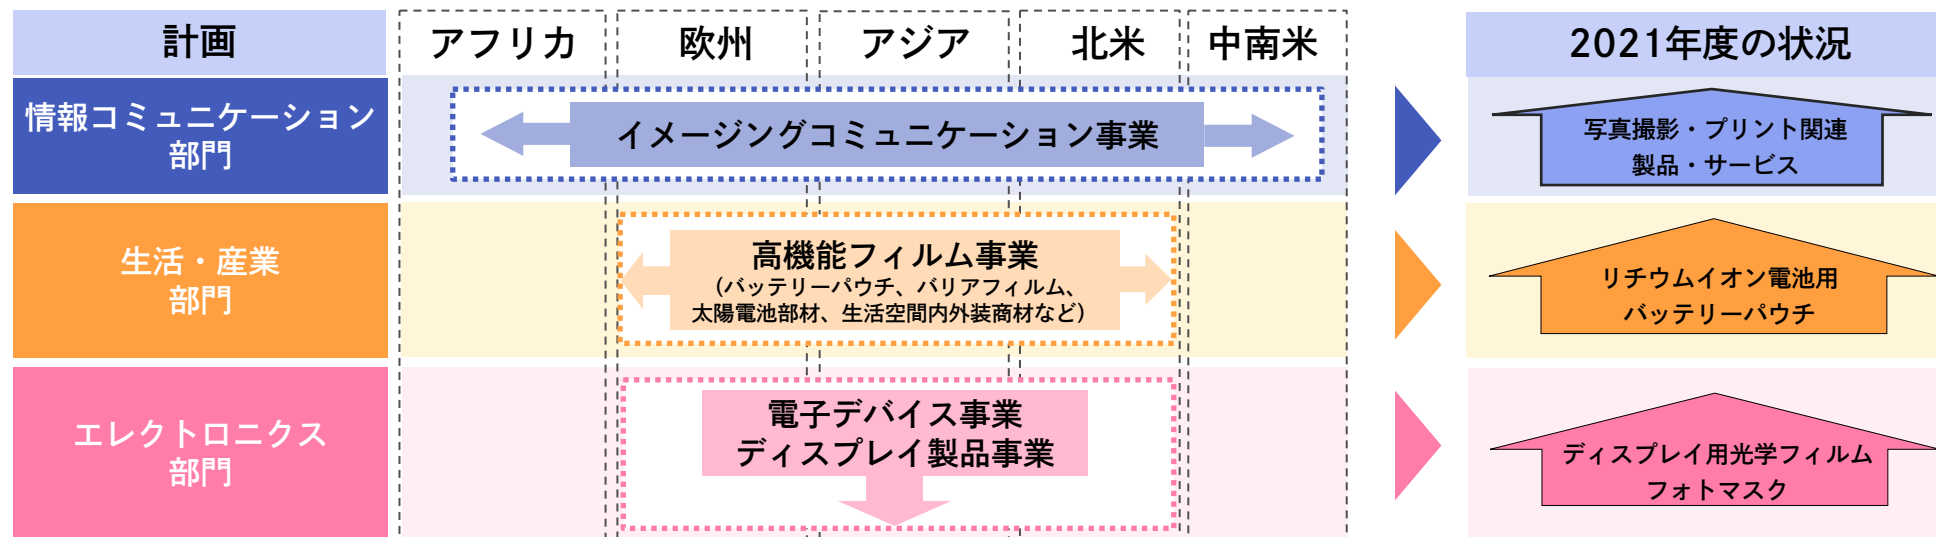 計画
アフリカ
欧州
アジア
北米
中南米
2021年度の状況
情報コミュニケーション
部門
イメージングコミュニケーション事業
写真撮影・プリント関連
製品・サービス
生活・産業
部門
高機能フィルム事業
（バッテリーパウチ、バリアフィルム、
太陽電池部材、生活空間内外装商材など）
リチウムイオン電池用
バッテリーパウチ
エレクトロニクス
部門
電子デバイス事業
ディスプレイ製品事業
ディスプレイ用光学フィルム
フォトマスク